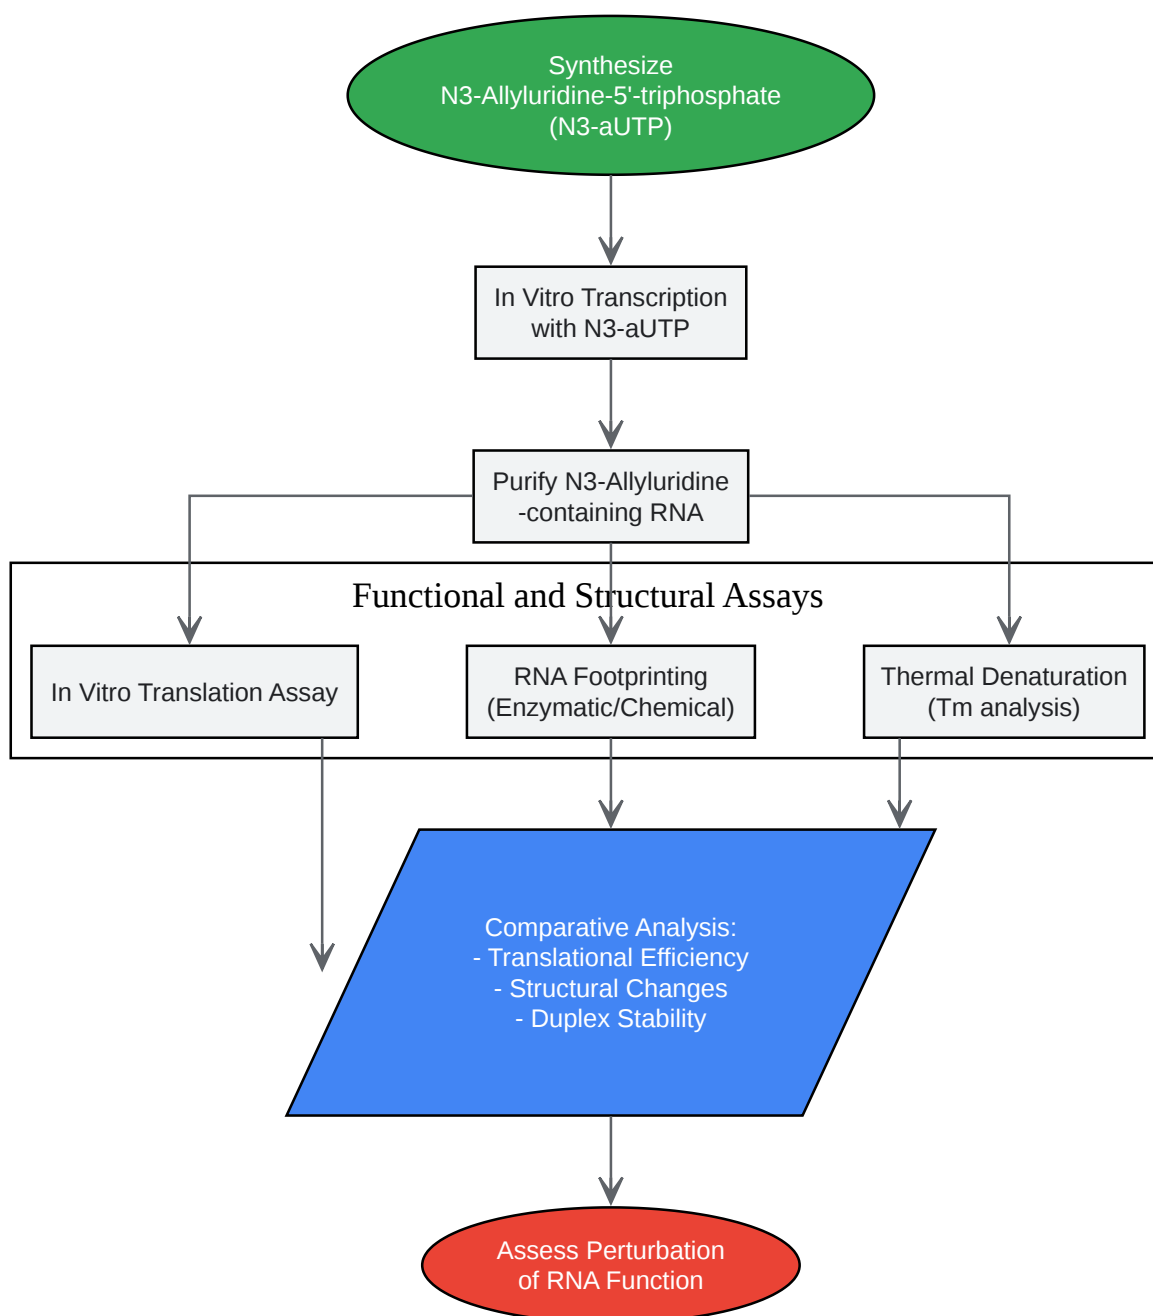 Synthesize
N3-Allyluridine-5'-triphosphate
(N3-aUTP)
In Vitro Transcription
with N3-aUTP
Purify N3-Allyluridine
-containing RNA
Functional and Structural Assays
In Vitro Translation Assay
RNA Footprinting
(Enzymatic/Chemical)
Thermal Denaturation
(Tm analysis)
Comparative Analysis:
- Translational Efficiency
- Structural Changes
- Duplex Stability
Assess Perturbation
of RNA Function